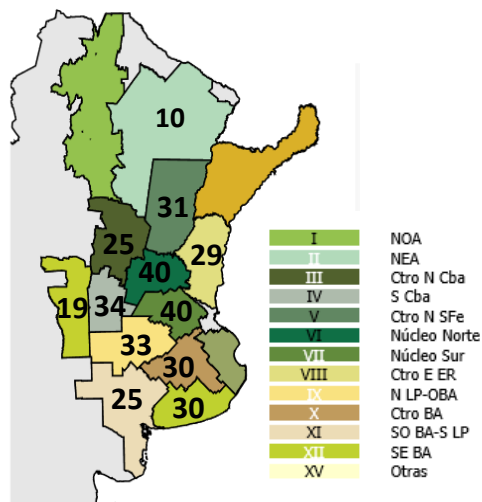 10
31
25
29
40
19
34
40
33
30
25
30
I NOA
II NEA
III Ctro N Cba
IV S Cba
V Ctro N SFe
VI Núcleo Norte
VII Núcleo Sur
VIII Ctro E ER
IX N LP-OBA
X Ctro BA
XI SO BA-S LP
XII SE BA
XV Otras